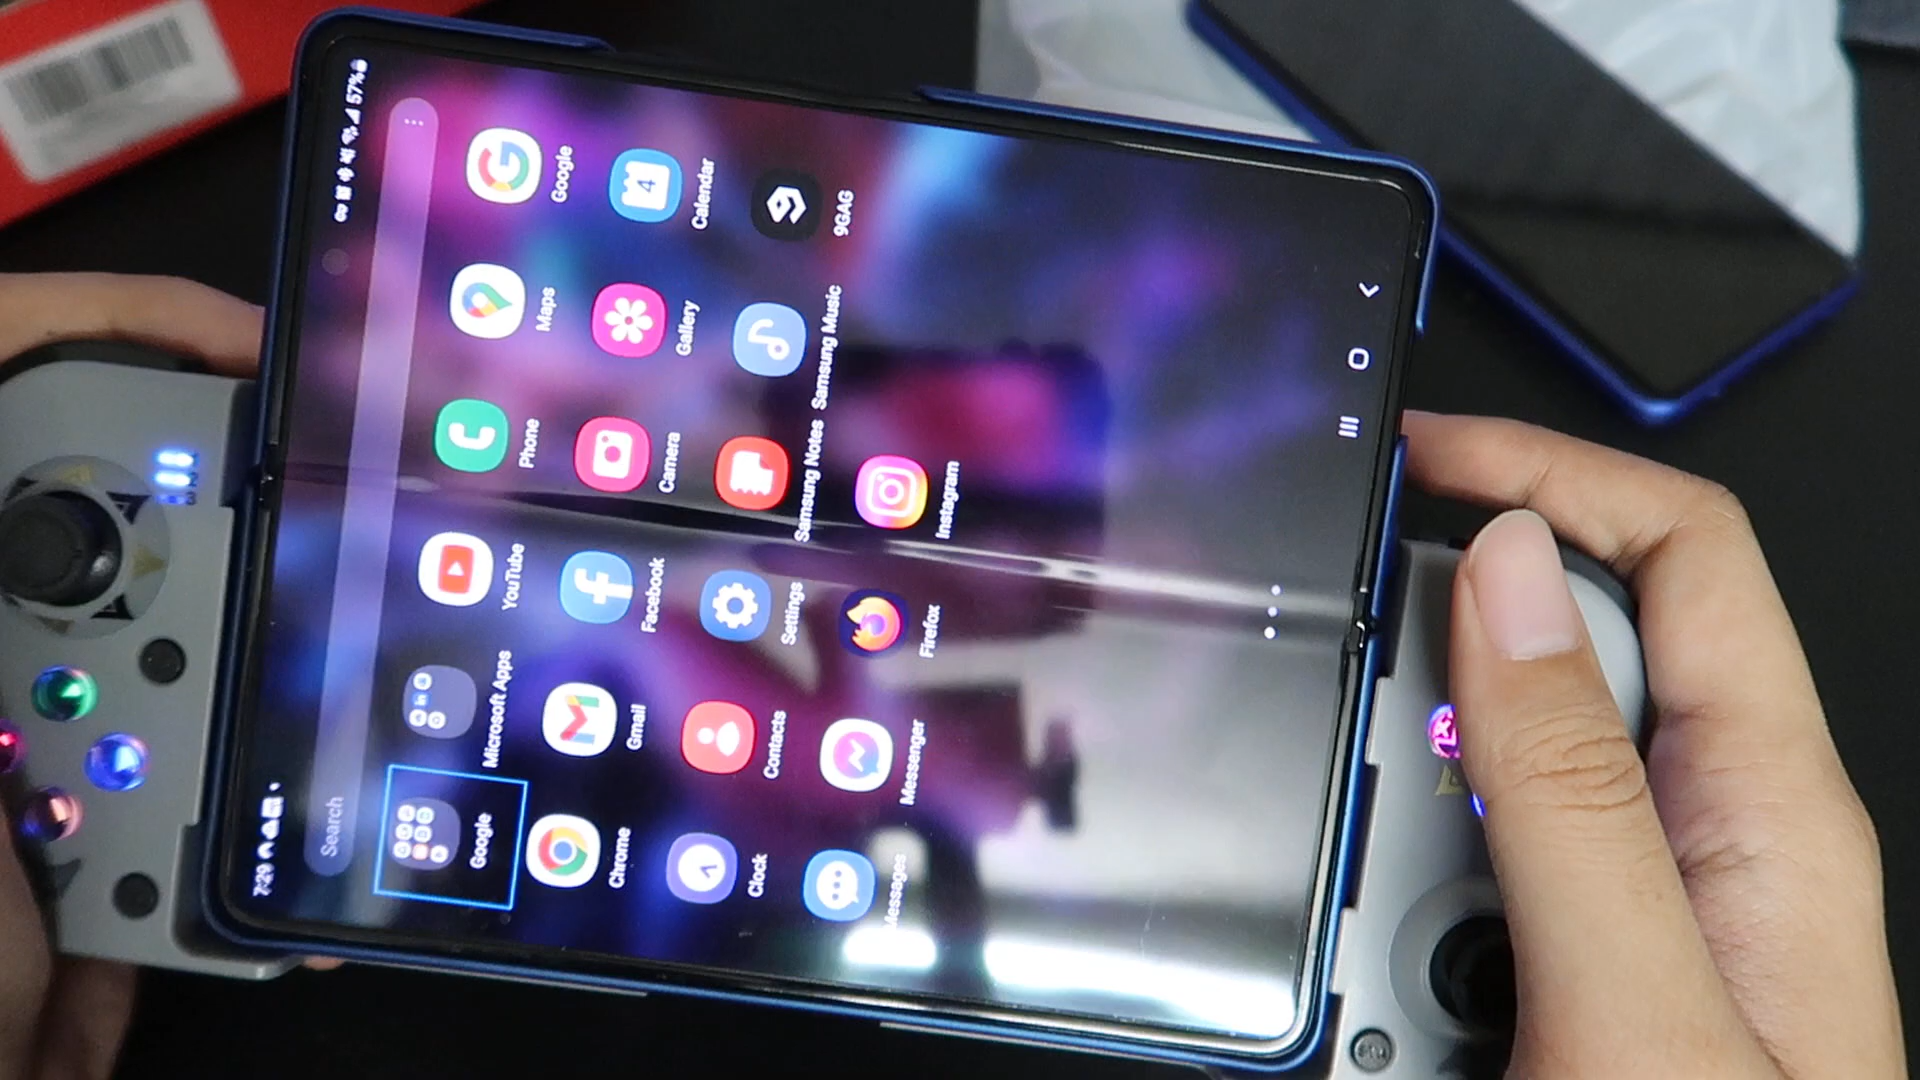 7:29
57%
Search
Google
Microsoft Apps
YouTube
Phone
Maps
Google
Chrome
Gmail
Facebook
Camera
Gallery
Calendar
4
Clock
Contacts
Settings
Samsung Notes
Samsung Music
9GAG
Messages
Messenger
Firefox
Instagram